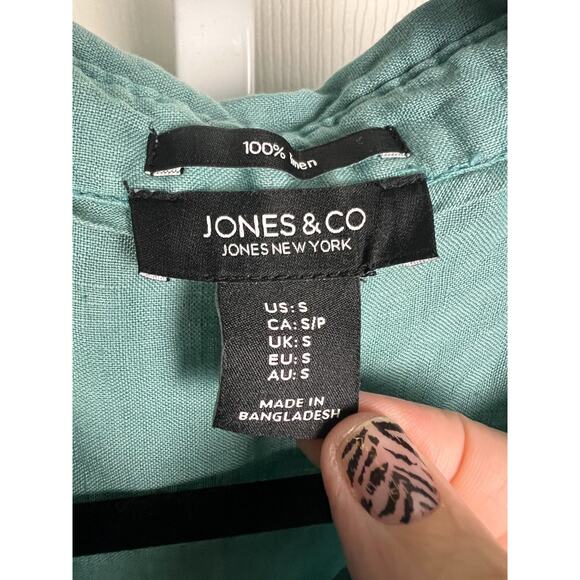 100% linen
JONES & CO
JONES NEW YORK
US: S
CA: S/P
UK: S
EU: S
AU: S
MADE IN
BANGLADESH